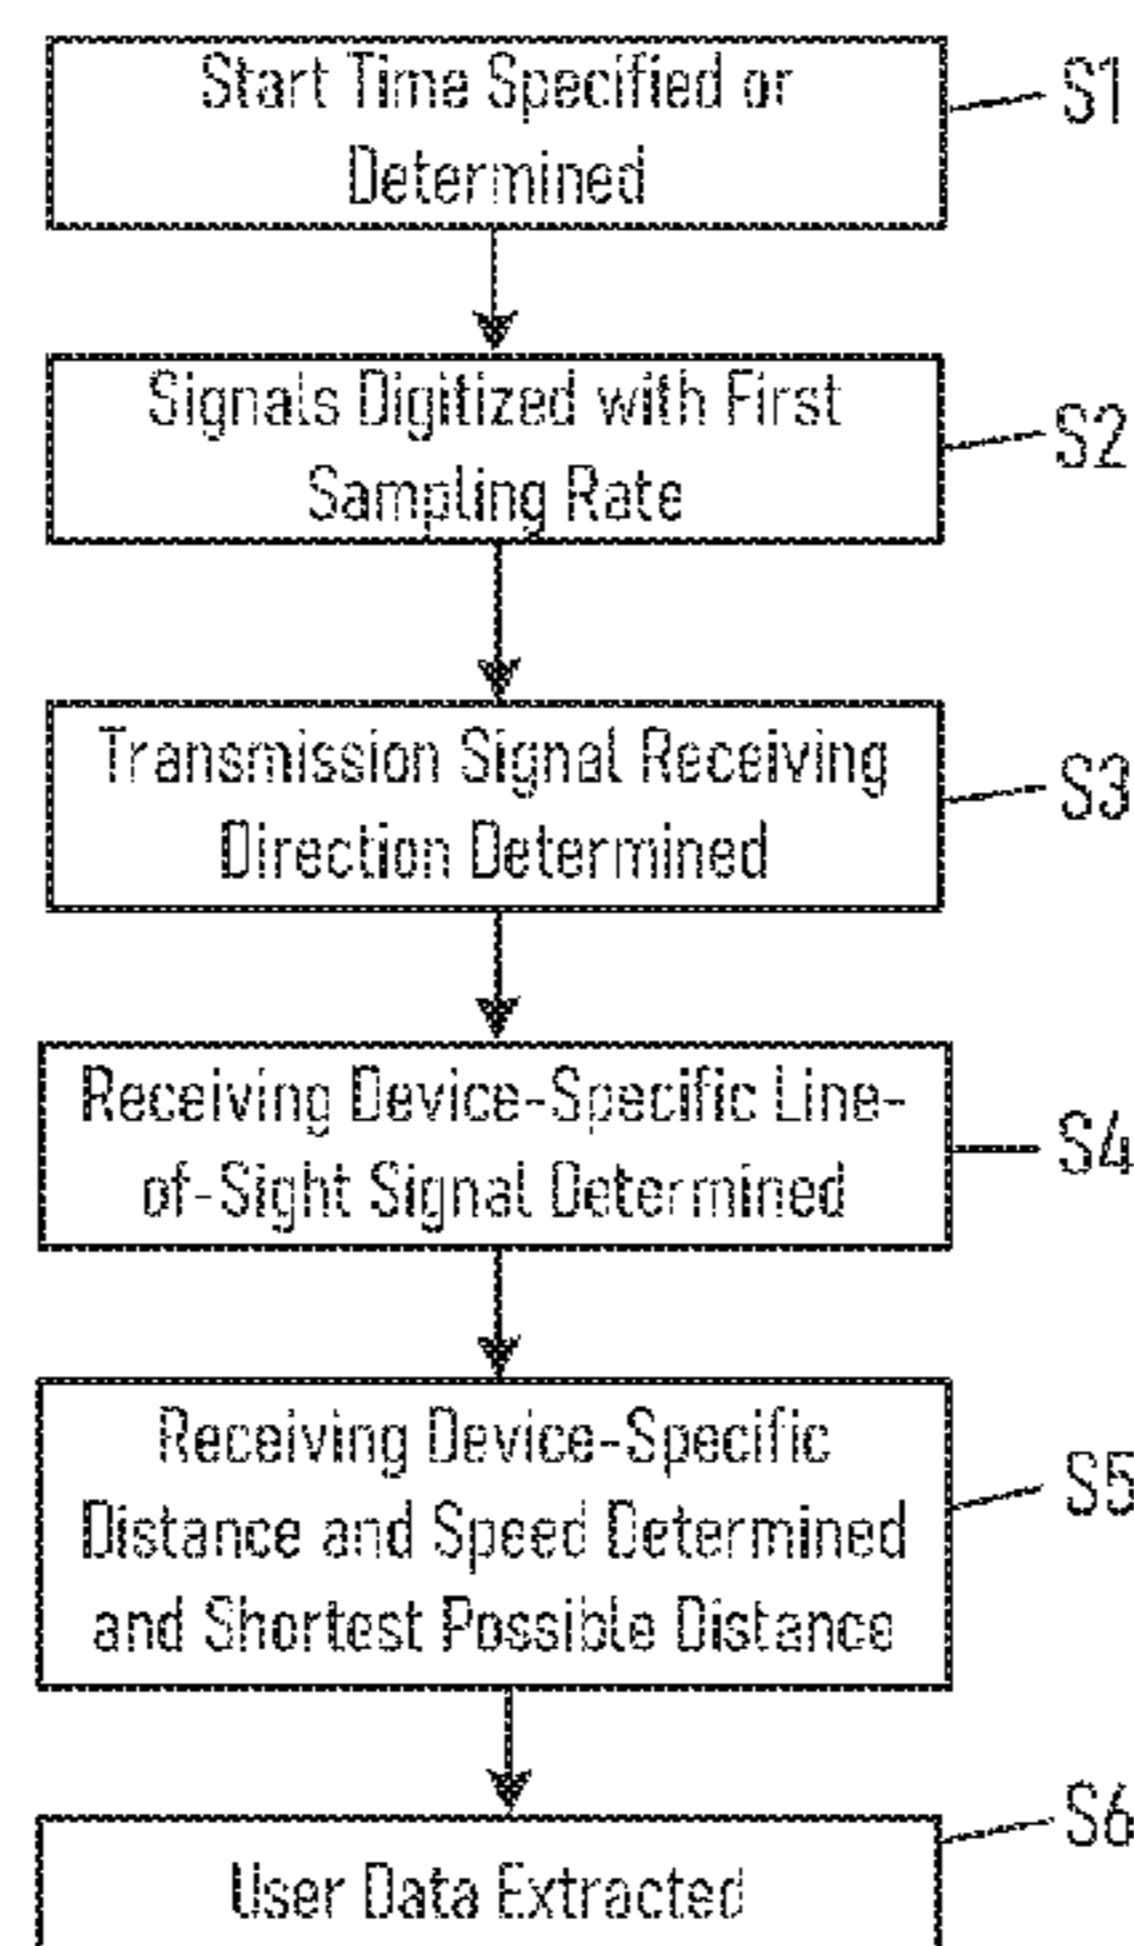 Start Time Specified or
Determined
S1
Signals Digitized with First
Sampling Rate
S2
Transmission Signal Receiving
Direction Determined
S3
Receiving Device-Specific Line-
of-Sight Signal Determined
S4
Receiving Device-Specific
Distance and Speed Determined
and Shortest Possible Distance
S5
User Data Extracted
S6